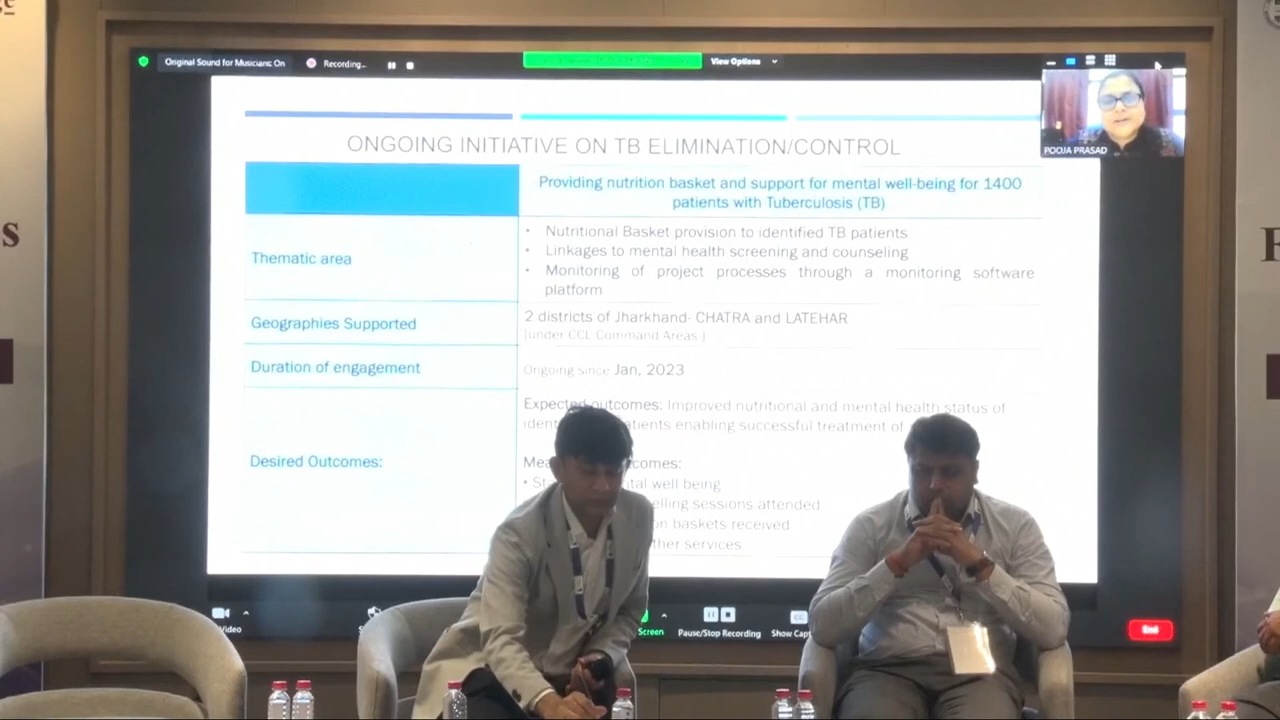 Original Sound for Musicians: On
Recording...
View Options
POOJA PRASAD
s
ONGOING INITIATIVE ON TB ELIMINATION/CONTROL
Providing nutrition basket and support for mental well-being for 1400
patients with Tuberculosis (TB)
Thematic area
• Nutritional Basket provision to identified TB patients
• Linkages to mental health screening and counseling
• Monitoring of project processes through a monitoring software
platform
Geographies Supported
2 districts of Jharkhand- CHATRA and LATEHAR
(under CCL Command Areas )
Duration of engagement
Ongoing since Jan, 2023
Desired Outcomes:
Expected outcomes: Improved nutritional and mental health status of
enabling successful treatment of
comes:
• tal well being
elling sessions attended
baskets received
services
Video
Screen
Pause/Stop Recording
Show
End